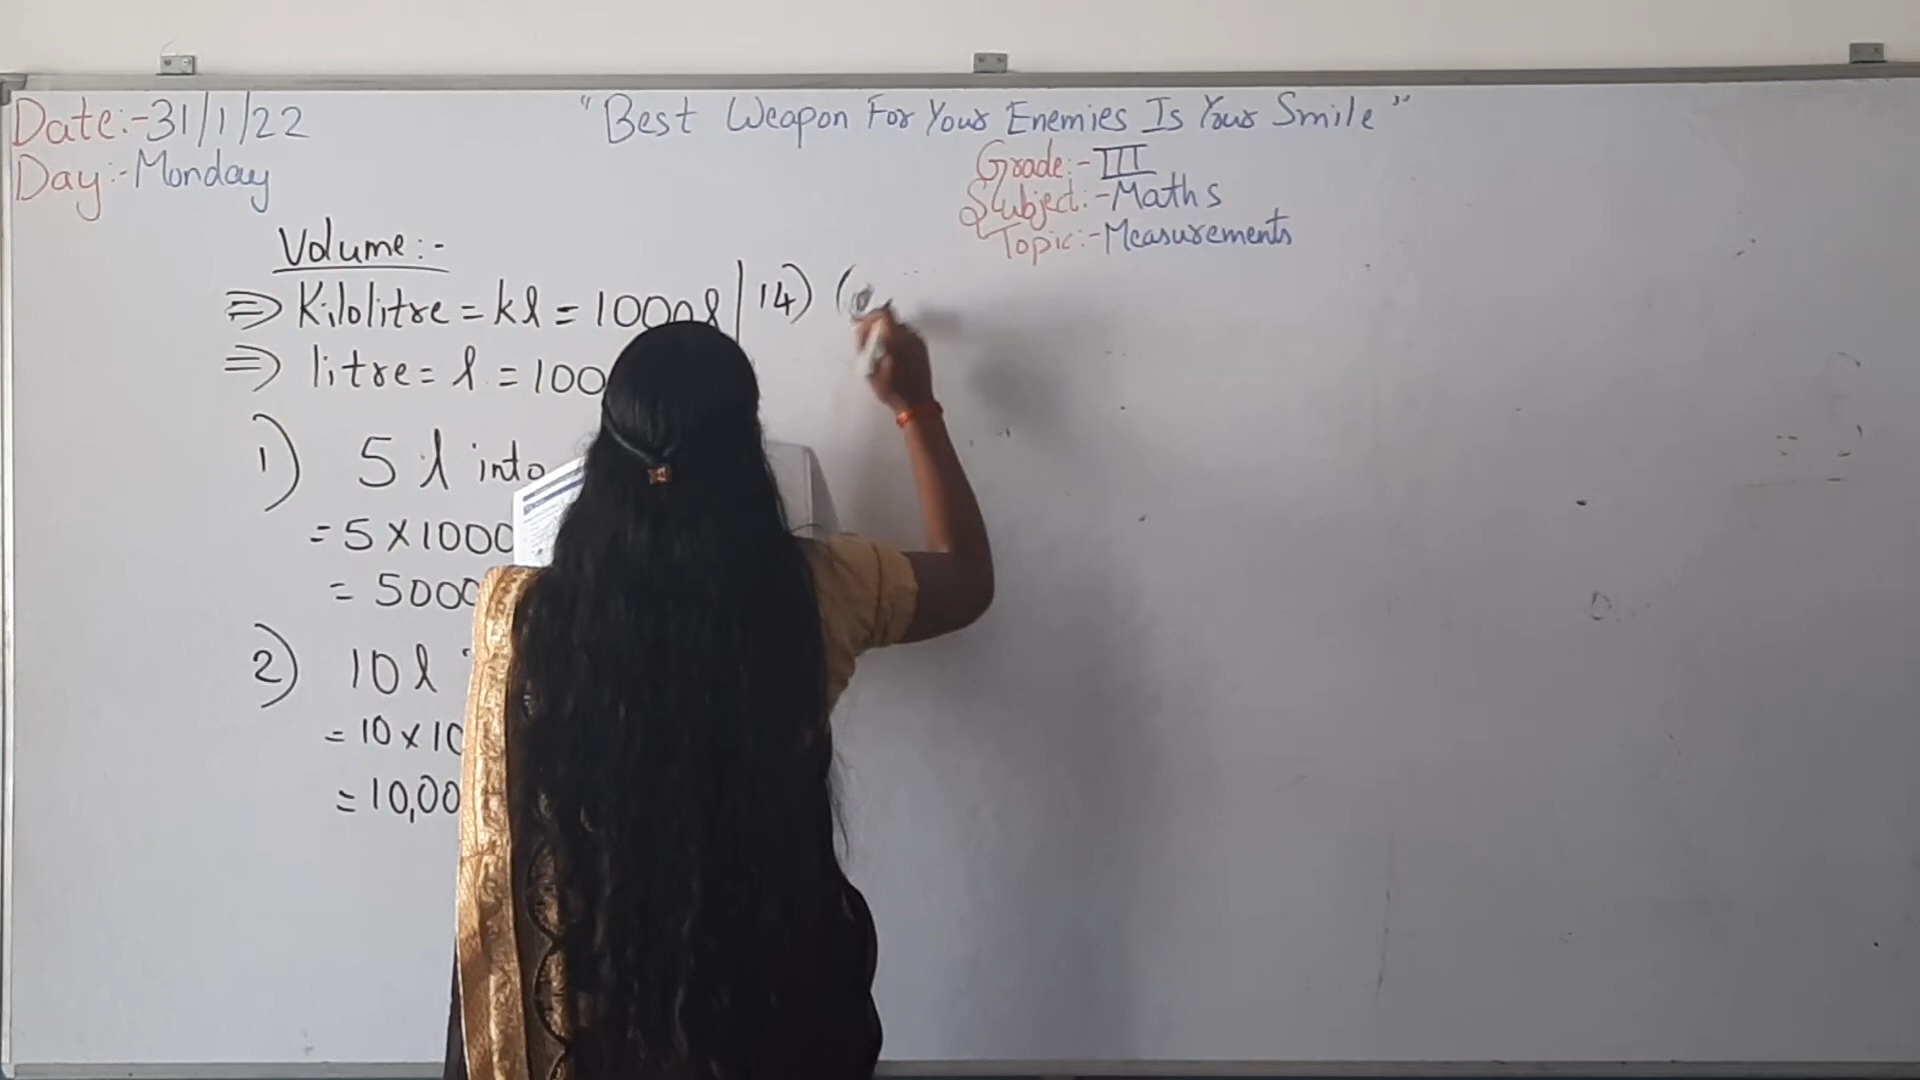 Date:-31/1/22
"Best Weapon For Your Enemies Is Your Smile"
Day:-Monday
Grade:-III
Subject:-Maths
Topic:-Measurements
Volume:-
⇒ Kilolitre = kl = 1000l
⇒ litre = l = 100
1) 5 l into
= 5 × 1000
= 5000
2) 10 l
= 10 × 10
= 10,00
14) (